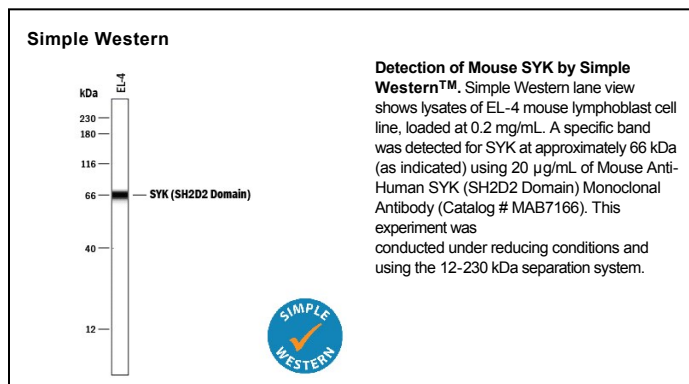 Simple Western
EL-4
kDa
230
180
116
66
SYK (SH2D2 Domain)
40
12
SIMPLE
WESTERN
Detection of Mouse SYK by Simple
Western™. Simple Western lane view
shows lysates of EL-4 mouse lymphoblast cell
line, loaded at 0.2 mg/mL. A specific band
was detected for SYK at approximately 66 kDa
(as indicated) using 20 µg/mL of Mouse Anti-
Human SYK (SH2D2 Domain) Monoclonal
Antibody (Catalog # MAB7166). This
experiment was
conducted under reducing conditions and
using the 12-230 kDa separation system.